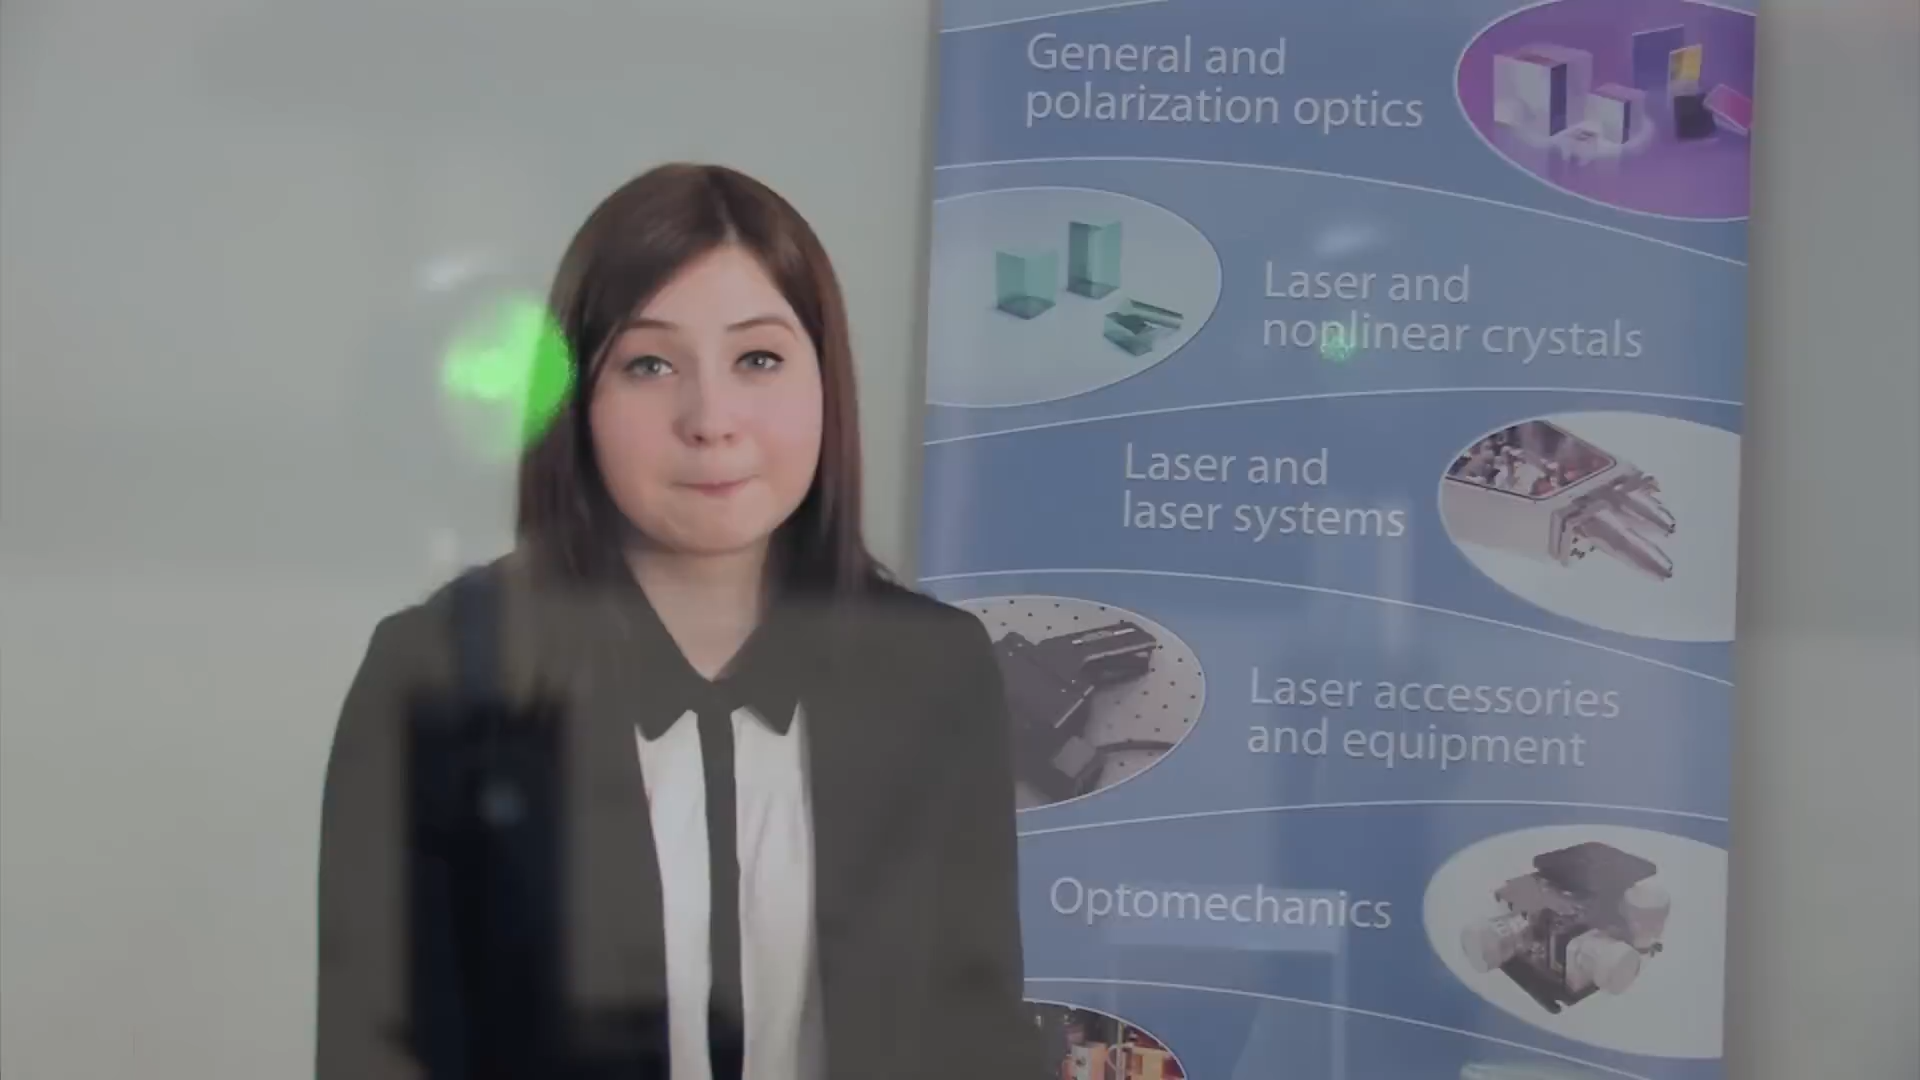 General and
polarization optics
Laser and
nonlinear crystals
Laser and
laser systems
Laser accessories
and equipment
Optomechanics